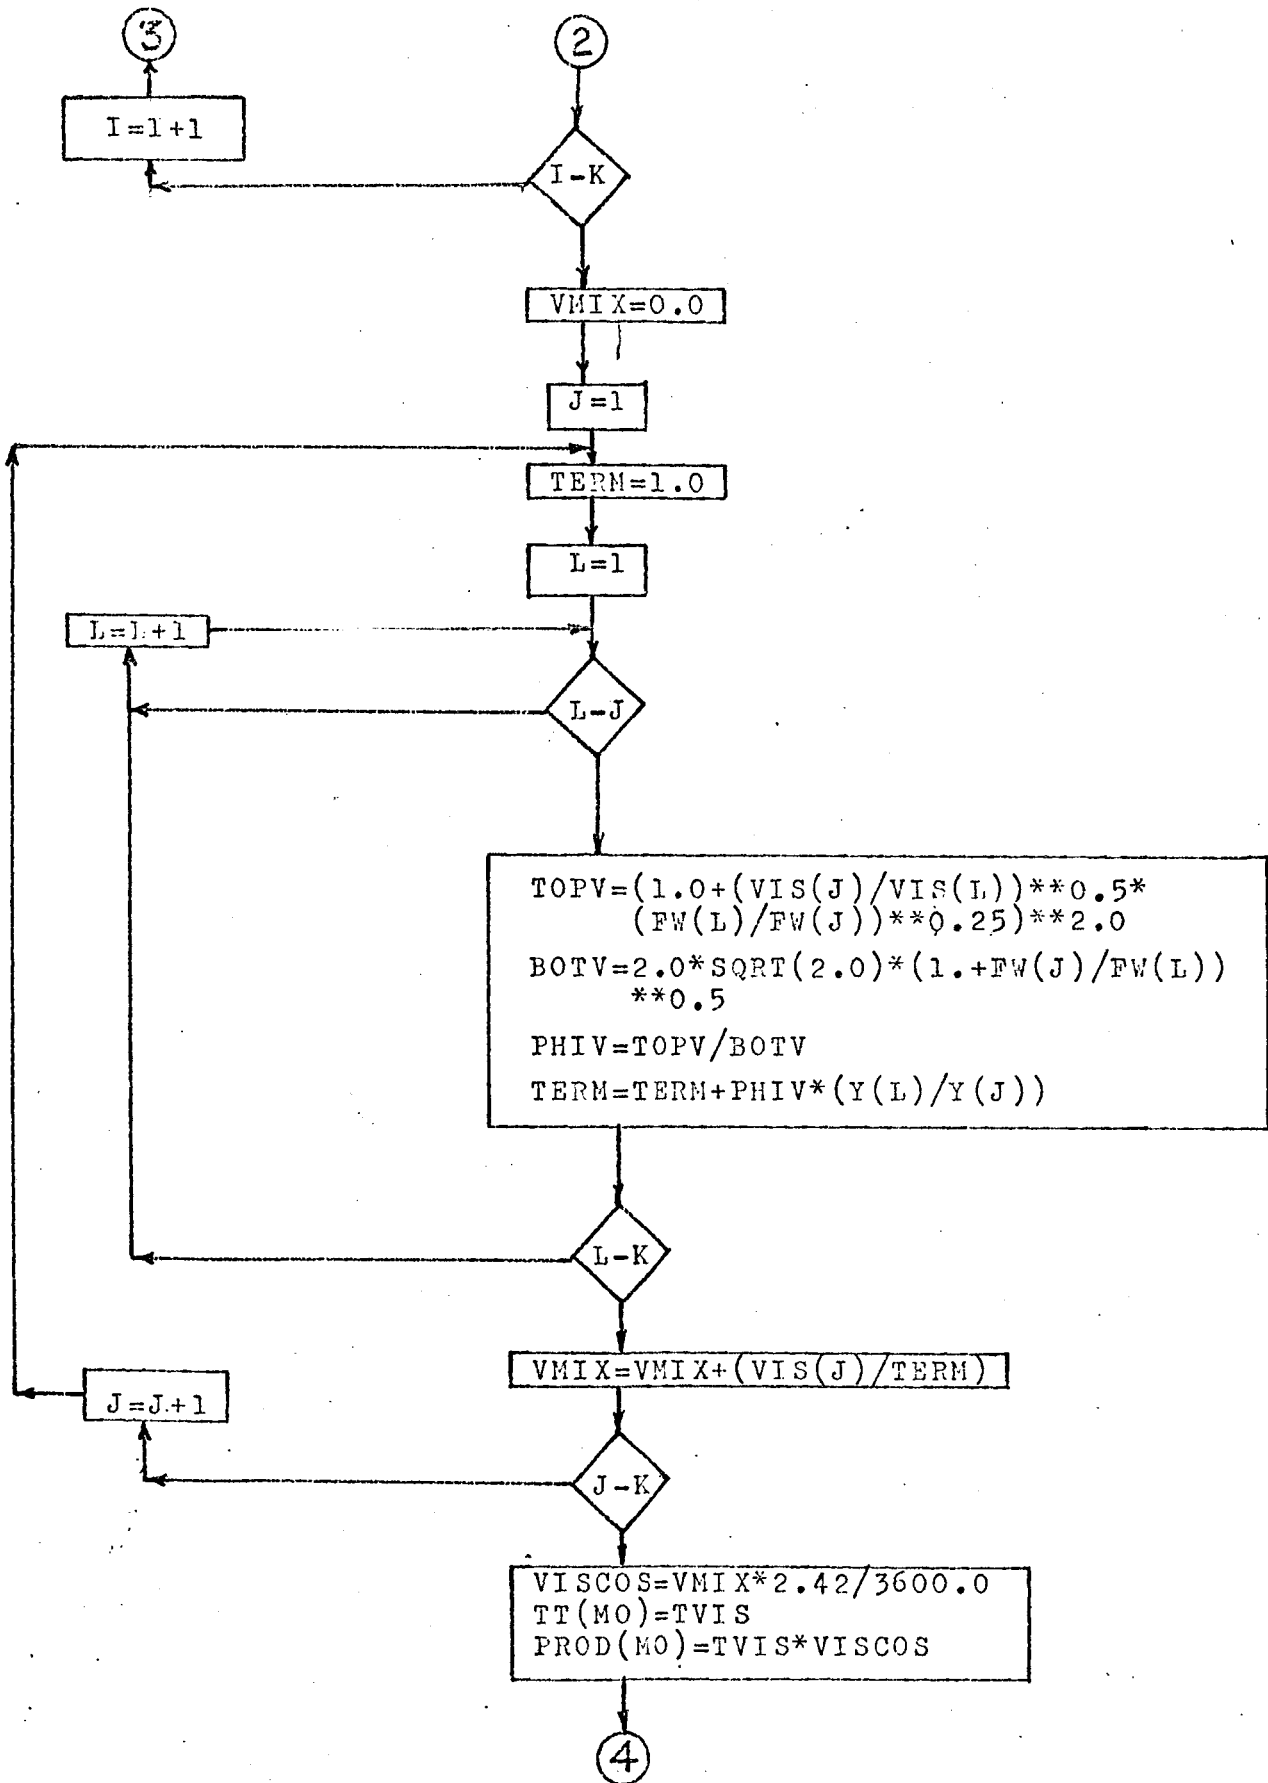 3
2
I=1+1
I-K
VMIX=0.0
J=1
TERM=1.0
L=1
L=L+1
L-J
TOPV=(1.0+(VIS(J)/VIS(L))**0.5*
(FW(L)/FW(J))**0.25)**2.0
BOTV=2.0*SQRT(2.0)*(1.+FW(J)/FW(L))
**0.5
PHIV=TOPV/BOTV
TERM=TERM+PHIV*(Y(L)/Y(J))
L-K
VMIX=VMIX+(VIS(J)/TERM)
J=J+1
J-K
VISCOS=VMIX*2.42/3600.0
TT(MO)=TVIS
PROD(MO)=TVIS*VISCOS
4